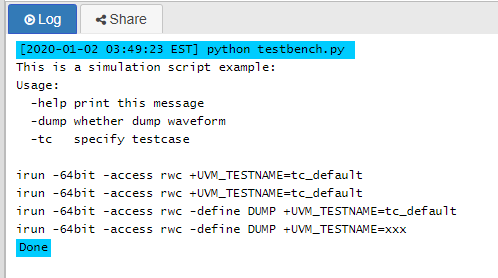 Log Share
[2020-01-02 03:49:23 EST] python testbench.py
This is a simulation script example:
Usage:
  -help print this message
  -dump whether dump waveform
  -tc   specify testcase

irun -64bit -access rwc +UVM_TESTNAME=tc_default
irun -64bit -access rwc +UVM_TESTNAME=tc_default
irun -64bit -access rwc -define DUMP +UVM_TESTNAME=tc_default
irun -64bit -access rwc -define DUMP +UVM_TESTNAME=xxx
Done